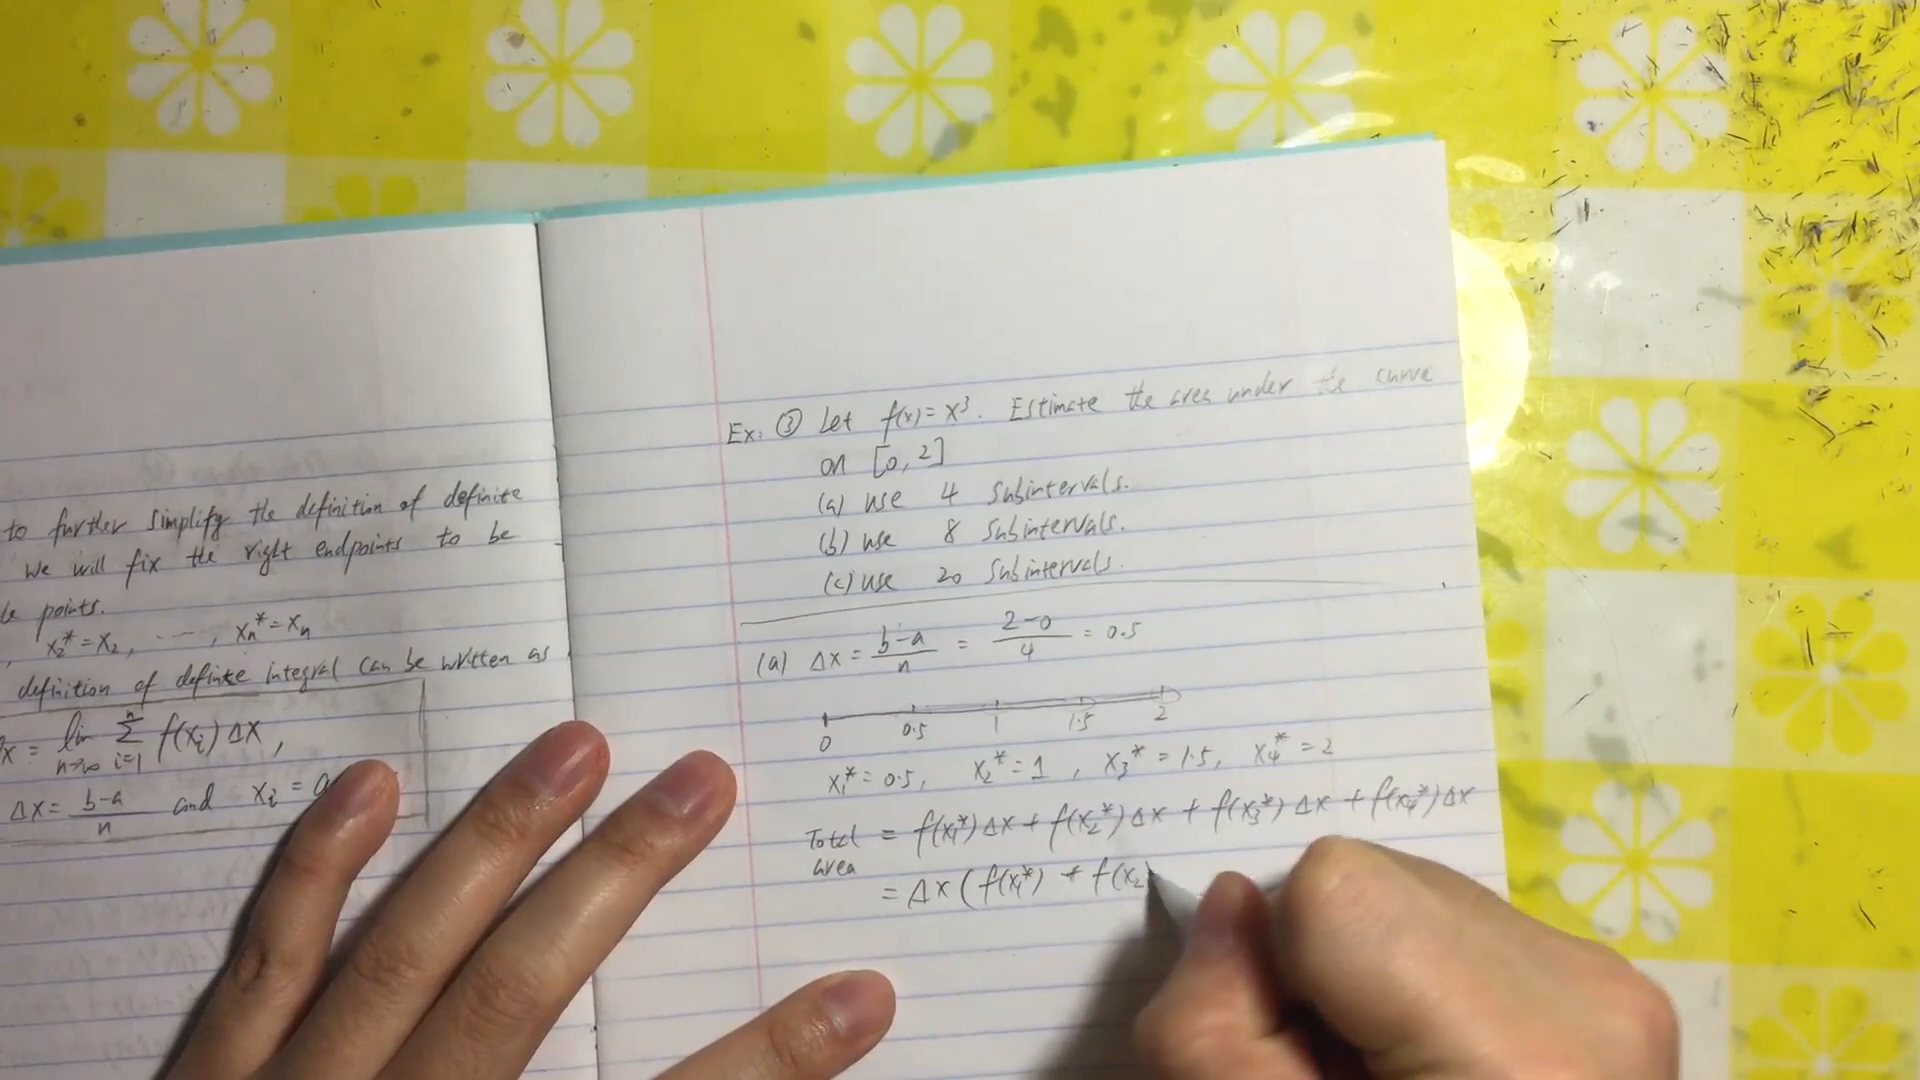 to further simplify the definition of definite
we will fix the right endpoints to be
le points.
, x₂* = x₂, ..., xₙ* = xₙ
definition of definite integral can be written as
x = lim n→∞ Σ i=1 n f(xᵢ) Δx,
Δx = b-a / n and xᵢ = a
Ex. ③ Let f(x) = x³. Estimate the area under the curve
on [0, 2]
(a) use 4 subintervals.
(b) use 8 subintervals.
(c) use 20 subintervals.
(a) Δx = b-a / n = 2-0 / 4 = 0.5
0 0.5 1 1.5 2
x₁* = 0.5, x₂* = 1, x₃* = 1.5, x₄* = 2
Total area = f(x₁*) Δx + f(x₂*) Δx + f(x₃*) Δx + f(x₄*) Δx
= Δx ( f(x₁*) + f(x₂